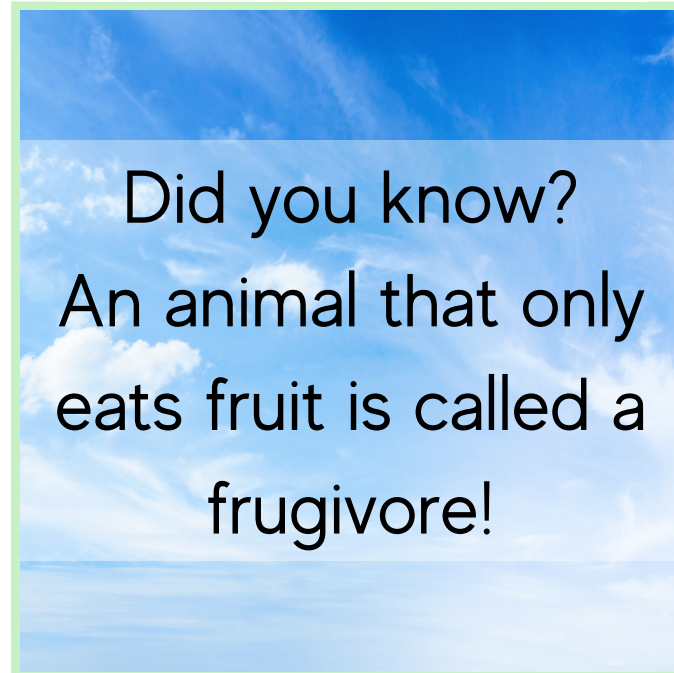 Did you know?
An animal that only
eats fruit is called a
frugivore!